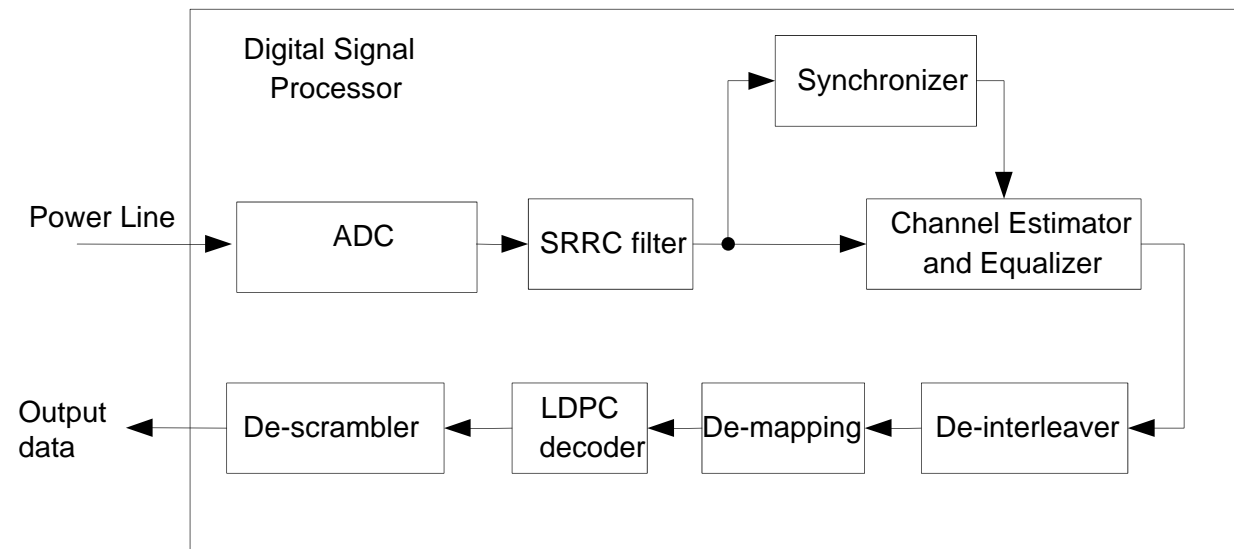 Digital Signal
Processor
Synchronizer
Power Line
ADC
SRRC filter
Channel Estimator
and Equalizer
Output
data
De-scrambler
LDPC
decoder
De-mapping
De-interleaver